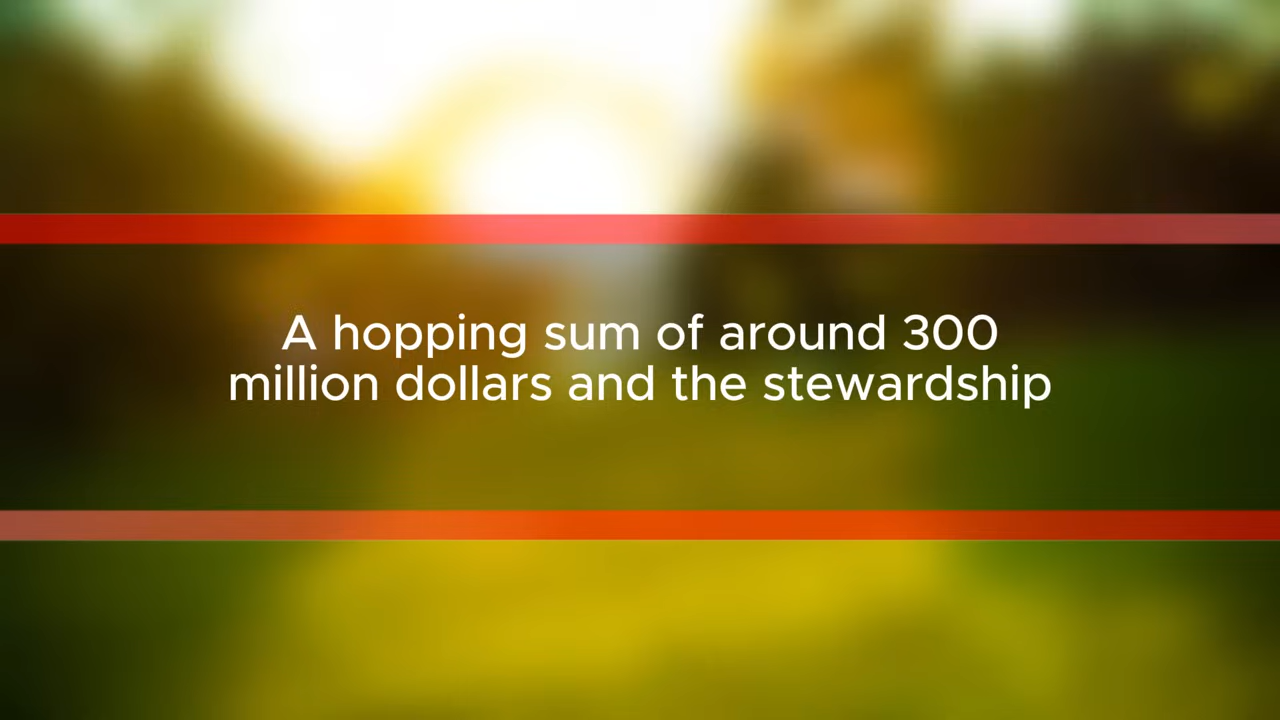 A hopping sum of around 300
million dollars and the stewardship